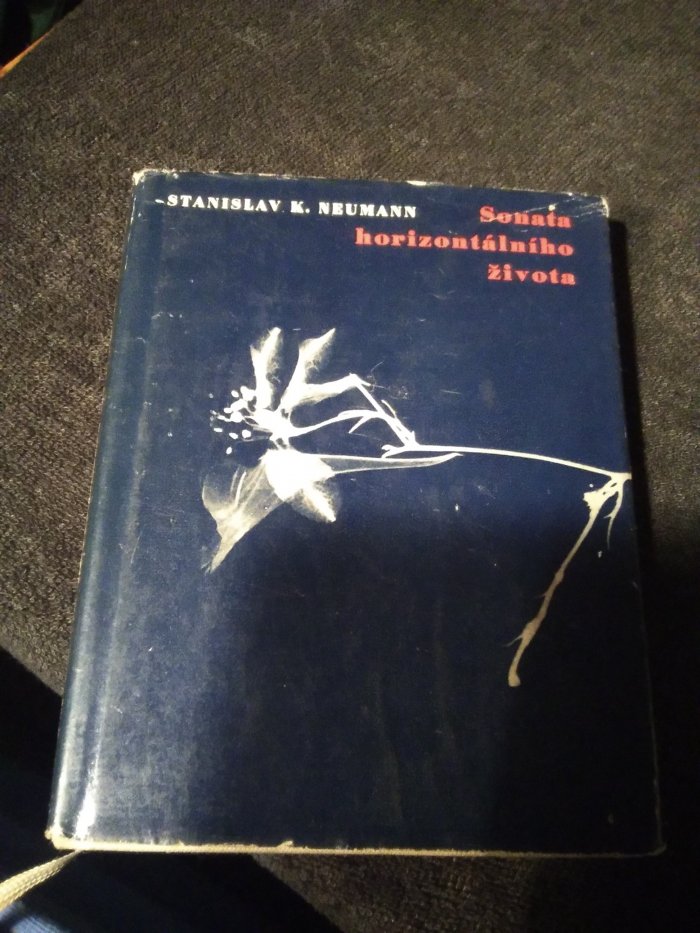 STANISLAV K. NEUMANN
Sonata
horizontálního
života